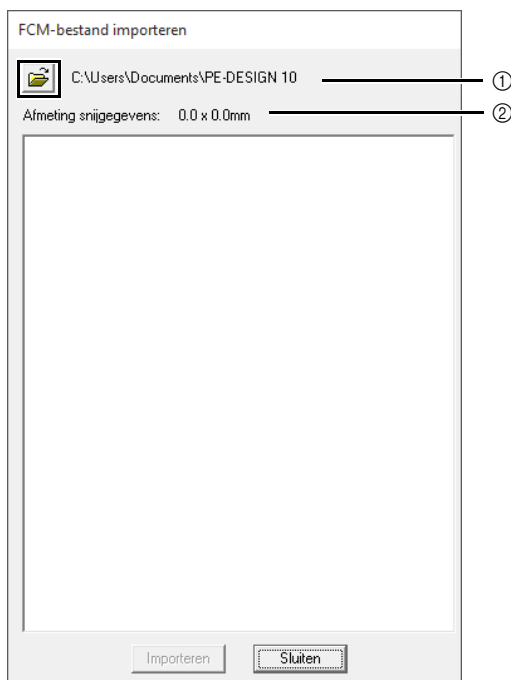 FCM-bestand importeren
C:\Users\Documents\PE-DESIGN 10 ①
Afmeting snijgegevens: 0.0 x 0.0mm ②
Importeren Sluiten